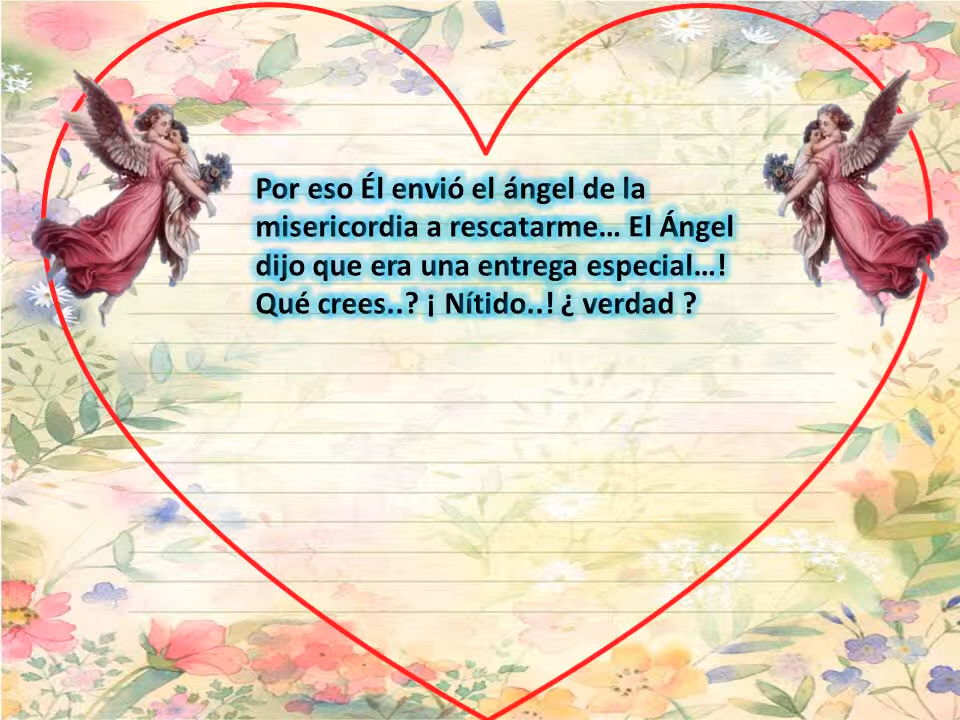 Por eso Él envió el ángel de la
misericordia a rescatarme… El Ángel
dijo que era una entrega especial…!
Qué crees..? ¡ Nítido..! ¿ verdad ?